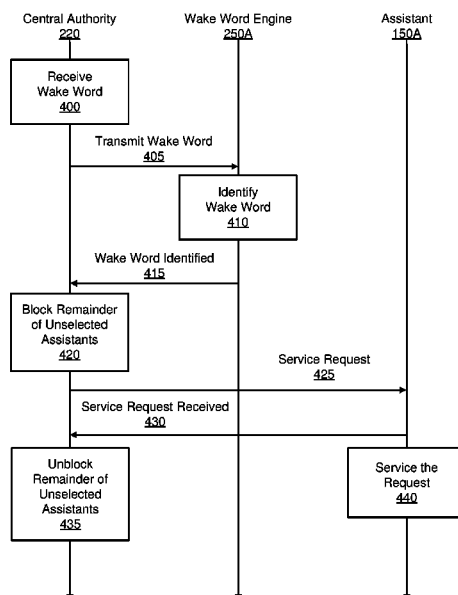 Central Authority
220
Wake Word Engine
250A
Assistant
150A
Receive
Wake Word
400
Transmit Wake Word
405
Identify
Wake Word
410
Wake Word Identified
415
Block Remainder
of Unselected
Assistants
420
Service Request
425
Service Request Received
430
Unblock
Remainder of
Unselected
Assistants
435
Service the
Request
440